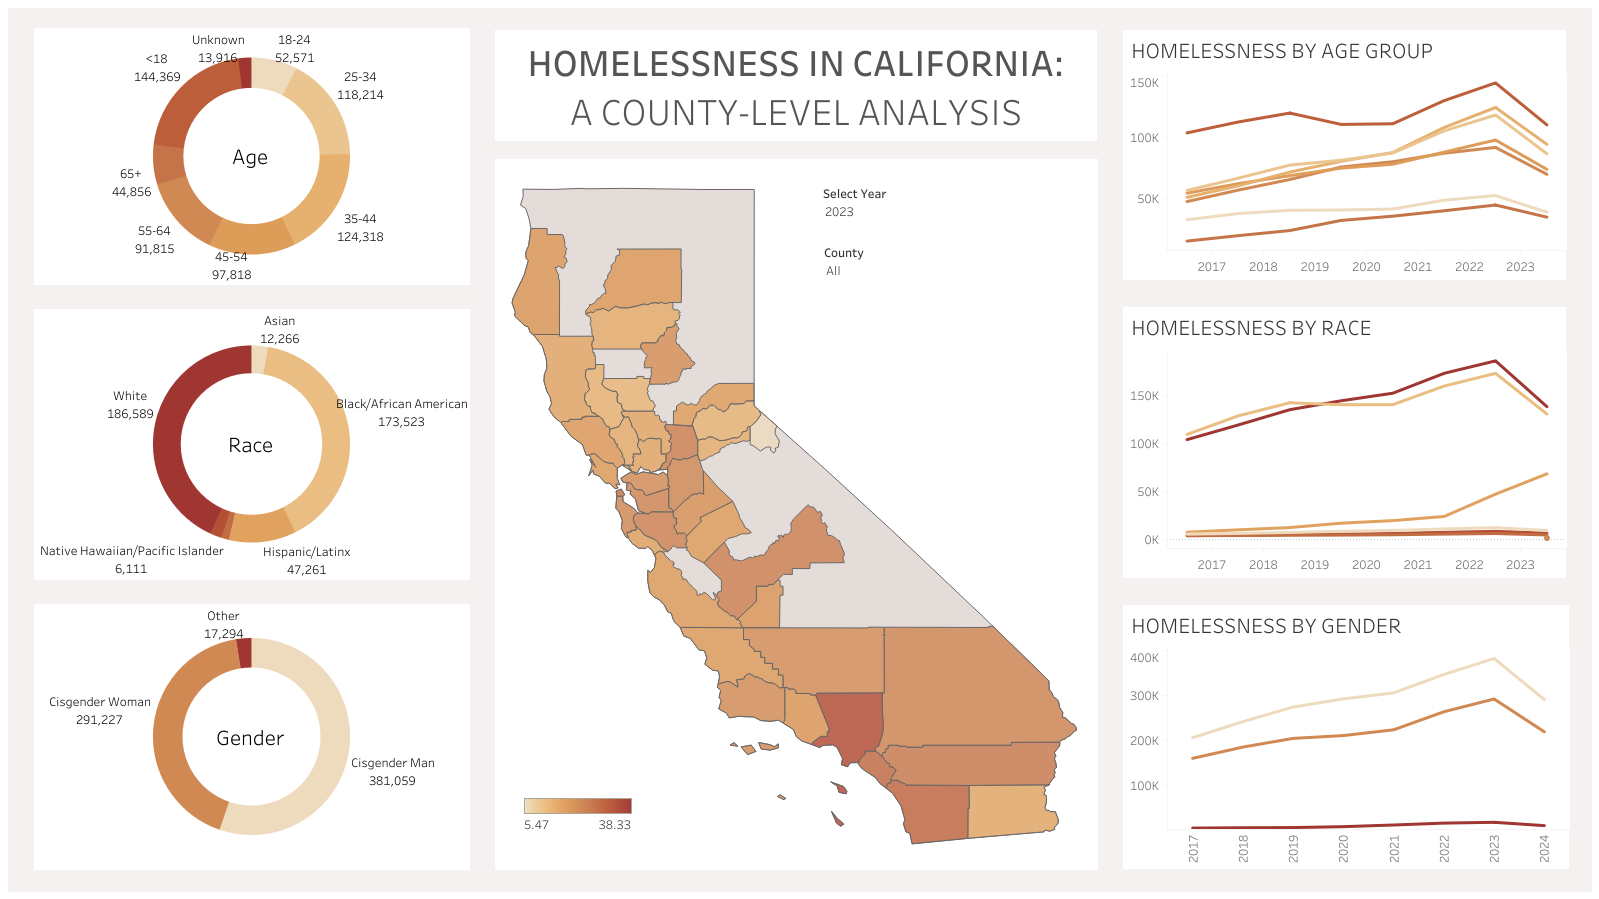 Unknown
13,916
18-24
52,571
<18
144,369
25-34
118,214
Age
65+
44,856
35-44
124,318
55-64
91,815
45-54
97,818
Asian
12,266
White
186,589
Black/African American
173,523
Race
Native Hawaiian/Pacific Islander
6,111
Hispanic/Latinx
47,261
Other
17,294
Cisgender Woman
291,227
Gender
Cisgender Man
381,059
HOMELESSNESS IN CALIFORNIA:
A COUNTY-LEVEL ANALYSIS
Select Year
2023
County
All
5.47 38.33
HOMELESSNESS BY AGE GROUP
150K
100K
50K
2017 2018 2019 2020 2021 2022 2023
HOMELESSNESS BY RACE
150K
100K
50K
0K
2017 2018 2019 2020 2021 2022 2023
HOMELESSNESS BY GENDER
400K
300K
200K
100K
2017 2018 2019 2020 2021 2022 2023 2024